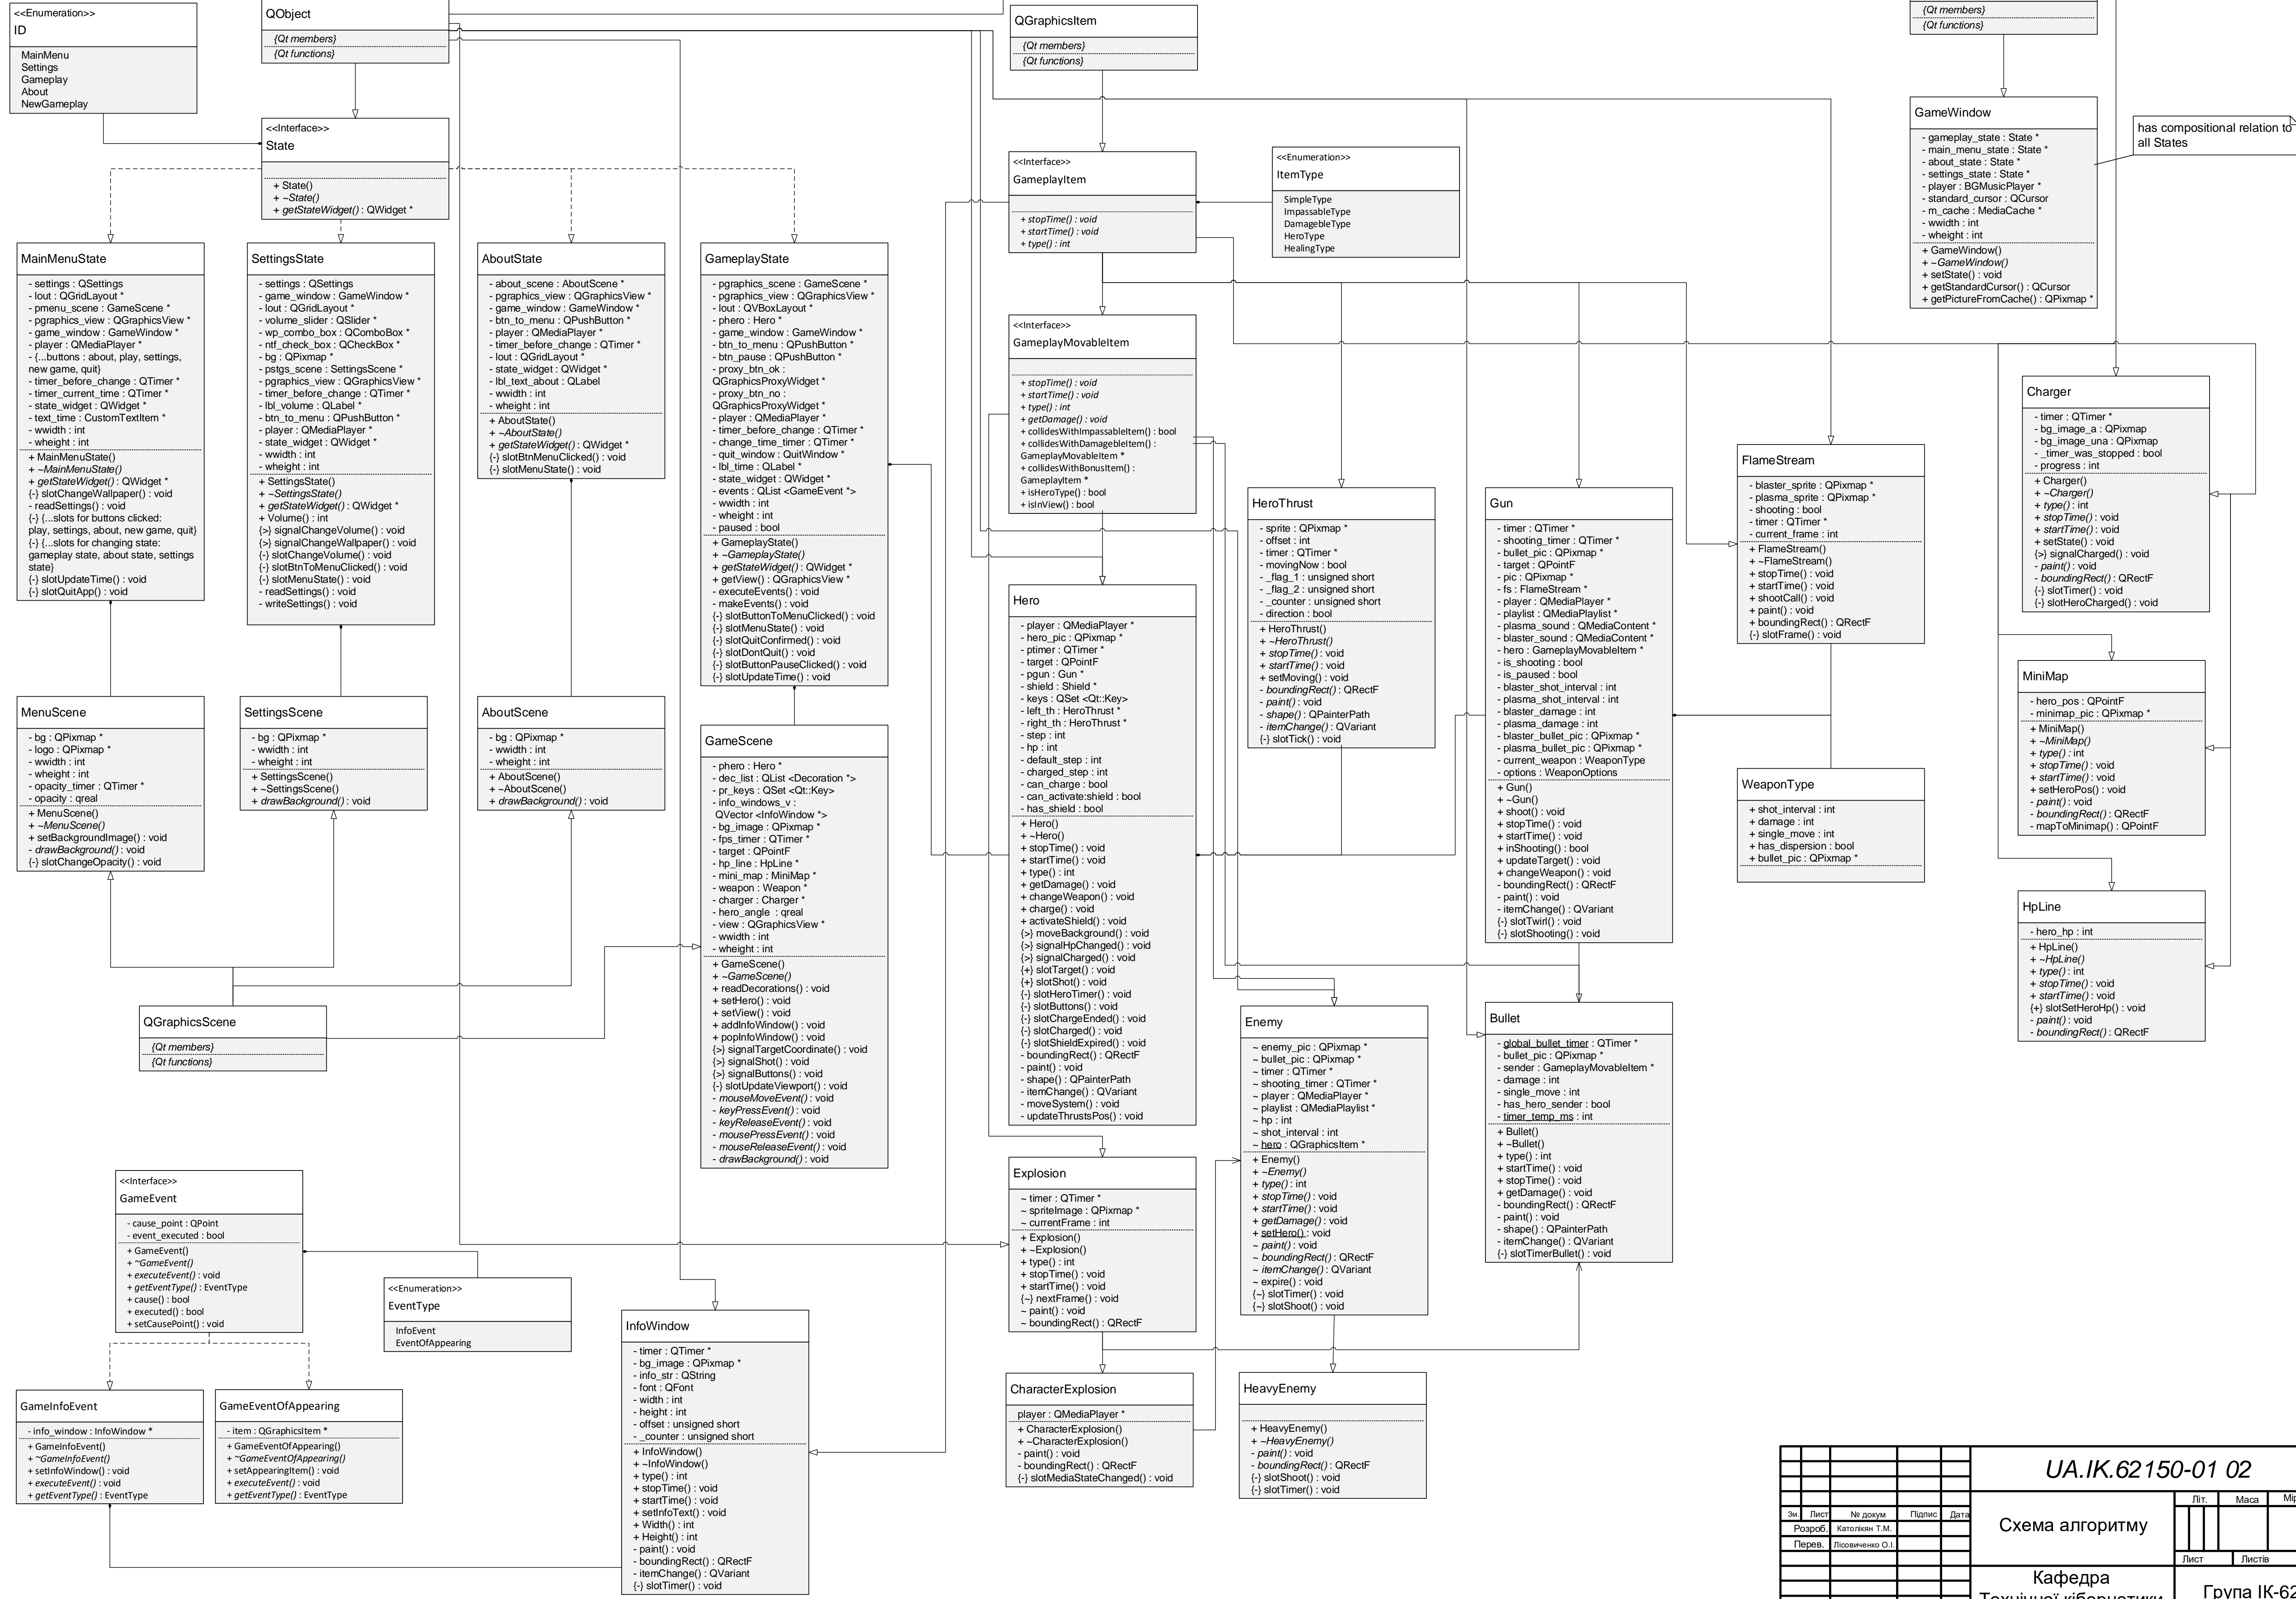 <<Enumeration>>
ID
MainMenu
Settings
Gameplay
About
NewGameplay
QObject
{Qt members}
{Qt functions}
QGraphicsItem
{Qt members}
{Qt functions}
{Qt members}
{Qt functions}
<<Interface>>
State
+ State()
+ ~State()
+ getStateWidget() : QWidget *
GameWindow
- gameplay_state : State *
- main_menu_state : State *
- about_state : State *
- settings_state : State *
- player : BGMusicPlayer *
- standard_cursor : QCursor
- m_cache : MediaCache *
- wwidth : int
- wheight : int
+ GameWindow()
+ ~GameWindow()
+ setState() : void
+ getStandardCursor() : QCursor
+ getPictureFromCache() : QPixmap *
has compositional relation to
all States
<<Interface>>
GameplayItem
+ stopTime() : void
+ startTime() : void
+ type() : int
<<Enumeration>>
ItemType
SimpleType
ImpassableType
DamagebleType
HeroType
HealingType
MainMenuState
- settings : QSettings
- lout : QGridLayout *
- pmenu_scene : GameScene *
- pgraphics_view : QGraphicsView *
- game_window : GameWindow *
- player : QMediaPlayer *
- {...buttons : about, play, settings,
new game, quit}
- timer_before_change : QTimer *
- timer_current_time : QTimer *
- state_widget : QWidget *
- text_time : CustomTextItem *
- wwidth : int
- wheight : int
+ MainMenuState()
+ ~MainMenuState()
+ getStateWidget() : QWidget *
{-} slotChangeWallpaper() : void
- readSettings() : void
{-} {...slots for buttons clicked:
play, settings, about, new game, quit}
{-} {...slots for changing state:
gameplay state, about state, settings
state}
{-} slotUpdateTime() : void
{-} slotQuitApp() : void
SettingsState
- settings : QSettings
- game_window : GameWindow *
- lout : QGridLayout
- volume_slider : QSlider *
- wp_combo_box : QComboBox *
- ntf_check_box : QCheckBox *
- bg : QPixmap *
- pstgs_scene : SettingsScene *
- pgraphics_view : QGraphicsView *
- timer_before_change : QTimer *
- lbl_volume : QLabel *
- btn_to_menu : QPushButton *
- player : QMediaPlayer *
- state_widget : QWidget *
- wwidth : int
- wheight : int
+ SettingsState()
+ ~SettingsState()
+ getStateWidget() : QWidget *
+ Volume() : int
{>} signalChangeVolume() : void
{>} signalChangeWallpaper() : void
{-} slotChangeVolume() : void
{-} slotBtnToMenuClicked() : void
{-} slotMenuState() : void
- readSettings() : void
- writeSettings() : void
AboutState
- about_scene : AboutScene *
- pgraphics_view : QGraphicsView *
- game_window : GameWindow *
- btn_to_menu : QPushButton *
- player : QMediaPlayer *
- timer_before_change : QTimer *
- lout : QGridLayout *
- state_widget : QWidget *
- lbl_text_about : QLabel
- wwidth : int
- wheight : int
+ AboutState()
+ ~AboutState()
+ getStateWidget() : QWidget *
{-} slotBtnMenuClicked() : void
{-} slotMenuState() : void
GameplayState
- pgraphics_scene : GameScene *
- pgraphics_view : QGraphicsView *
- lout : QVBoxLayout *
- phero : Hero *
- game_window : GameWindow *
- btn_to_menu : QPushButton *
- btn_pause : QPushButton *
- proxy_btn_ok :
QGraphicsProxyWidget *
- proxy_btn_no :
QGraphicsProxyWidget *
- player : QMediaPlayer *
- timer_before_change : QTimer *
- change_time_timer : QTimer *
- quit_window : QuitWindow *
- lbl_time : QLabel *
- state_widget : QWidget *
- events : QList <GameEvent *>
- wwidth : int
- wheight : int
- paused : bool
+ GameplayState()
+ ~GameplayState()
+ getStateWidget() : QWidget *
+ getView() : QGraphicsView *
- executeEvents() : void
- makeEvents() : void
{-} slotButtonToMenuClicked() : void
{-} slotMenuState() : void
{-} slotQuitConfirmed() : void
{-} slotDontQuit() : void
{-} slotButtonPauseClicked() : void
{-} slotUpdateTime() : void
<<Interface>>
GameplayMovableItem
+ stopTime() : void
+ startTime() : void
+ type() : int
+ getDamage() : void
+ collidesWithImpassableItem() : bool
+ collidesWithDamagebleItem() :
GameplayMovableItem *
+ collidesWithBonusItem() :
GameplayItem *
+ isHeroType() : bool
+ isInView() : bool
HeroThrust
- sprite : QPixmap *
- offset : int
- timer : QTimer *
- movingNow : bool
- _flag_1 : unsigned short
- _flag_2 : unsigned short
- _counter : unsigned short
- direction : bool
+ HeroThrust()
+ ~HeroThrust()
+ stopTime() : void
+ startTime() : void
+ setMoving() : void
- boundingRect() : QRectF
- paint() : void
- shape() : QPainterPath
- itemChange() : QVariant
{-} slotTick() : void
Gun
- timer : QTimer *
- shooting_timer : QTimer *
- bullet_pic : QPixmap *
- target : QPointF
- pic : QPixmap *
- fs : FlameStream *
- player : QMediaPlayer *
- playlist : QMediaPlaylist *
- plasma_sound : QMediaContent *
- blaster_sound : QMediaContent *
- hero : GameplayMovableItem *
- is_shooting : bool
- is_paused : bool
- blaster_shot_interval : int
- plasma_shot_interval : int
- blaster_damage : int
- plasma_damage : int
- blaster_bullet_pic : QPixmap *
- plasma_bullet_pic : QPixmap *
- current_weapon : WeaponType
- options : WeaponOptions
+ Gun()
+ ~Gun()
+ shoot() : void
+ stopTime() : void
+ startTime() : void
+ inShooting() : bool
+ updateTarget() : void
+ changeWeapon() : void
- boundingRect() : QRectF
- paint() : void
- itemChange() : QVariant
{-} slotTwirl() : void
{-} slotShooting() : void
FlameStream
- blaster_sprite : QPixmap *
- plasma_sprite : QPixmap *
- shooting : bool
- timer : QTimer *
- current_frame : int
+ FlameStream()
+ ~FlameStream()
+ stopTime() : void
+ startTime() : void
+ shootCall() : void
+ paint() : void
+ boundingRect() : QRectF
{-} slotFrame() : void
Charger
- timer : QTimer *
- bg_image_a : QPixmap
- bg_image_una : QPixmap
- _timer_was_stopped : bool
- progress : int
+ Charger()
+ ~Charger()
+ type() : int
+ stopTime() : void
+ startTime() : void
+ setState() : void
{>} signalCharged() : void
- paint() : void
- boundingRect() : QRectF
{-} slotTimer() : void
{-} slotHeroCharged() : void
Hero
- player : QMediaPlayer *
- hero_pic : QPixmap *
- ptimer : QTimer *
- target : QPointF
- pgun : Gun *
- shield : Shield *
- keys : QSet <Qt::Key>
- left_th : HeroThrust *
- right_th : HeroThrust *
- step : int
- hp : int
- default_step : int
- charged_step : int
- can_charge : bool
- can_activate:shield : bool
- has_shield : bool
+ Hero()
+ ~Hero()
+ stopTime() : void
+ startTime() : void
+ type() : int
+ getDamage() : void
+ changeWeapon() : void
+ charge() : void
+ activateShield() : void
{>} moveBackground() : void
{>} signalHpChanged() : void
{>} signalCharged() : void
{+} slotTarget() : void
{+} slotShot() : void
{-} slotHeroTimer() : void
{-} slotButtons() : void
{-} slotChargeEnded() : void
{-} slotCharged() : void
{-} slotShieldExpired() : void
- boundingRect() : QRectF
- paint() : void
- shape() : QPainterPath
- itemChange() : QVariant
- moveSystem() : void
- updateThrustsPos() : void
MiniMap
- hero_pos : QPointF
- minimap_pic : QPixmap *
+ MiniMap()
+ ~MiniMap()
+ type() : int
+ stopTime() : void
+ startTime() : void
+ setHeroPos() : void
- paint() : void
- boundingRect() : QRectF
- mapToMinimap() : QPointF
MenuScene
- bg : QPixmap *
- logo : QPixmap *
- wwidth : int
- wheight : int
- opacity_timer : QTimer *
- opacity : qreal
+ MenuScene()
+ ~MenuScene()
+ setBackgroundImage() : void
- drawBackground() : void
{-} slotChangeOpacity() : void
SettingsScene
- bg : QPixmap *
- wwidth : int
- wheight : int
+ SettingsScene()
+ ~SettingsScene()
+ drawBackground() : void
AboutScene
- bg : QPixmap *
- wwidth : int
- wheight : int
+ AboutScene()
+ ~AboutScene()
+ drawBackground() : void
GameScene
- phero : Hero *
- dec_list : QList <Decoration *>
- pr_keys : QSet <Qt::Key>
- info_windows_v :
QVector <InfoWindow *>
- bg_image : QPixmap *
- fps_timer : QTimer *
- target : QPointF
- hp_line : HpLine *
- mini_map : MiniMap *
- weapon : Weapon *
- charger : Charger *
- hero_angle : qreal
- view : QGraphicsView *
- wwidth : int
- wheight : int
+ GameScene()
+ ~GameScene()
+ readDecorations() : void
+ setHero() : void
+ setView() : void
+ addInfoWindow() : void
+ popInfoWindow() : void
{>} signalTargetCoordinate() : void
{>} signalShot() : void
{>} signalButtons() : void
{-} slotUpdateViewport() : void
- mouseMoveEvent() : void
- keyPressEvent() : void
- keyReleaseEvent() : void
- mousePressEvent() : void
- mouseReleaseEvent() : void
- drawBackground() : void
WeaponType
+ shot_interval : int
+ damage : int
+ single_move : int
+ has_dispersion : bool
+ bullet_pic : QPixmap *
HpLine
- hero_hp : int
+ HpLine()
+ ~HpLine()
+ type() : int
+ stopTime() : void
+ startTime() : void
{+} slotSetHeroHp() : void
- paint() : void
- boundingRect() : QRectF
QGraphicsScene
{Qt members}
{Qt functions}
Enemy
~ enemy_pic : QPixmap *
~ bullet_pic : QPixmap *
~ timer : QTimer *
~ shooting_timer : QTimer *
~ player : QMediaPlayer *
~ playlist : QMediaPlaylist *
~ hp : int
~ shot_interval : int
~ hero : QGraphicsItem *
+ Enemy()
+ ~Enemy()
+ type() : int
+ stopTime() : void
+ startTime() : void
+ getDamage() : void
+ setHero() : void
~ paint() : void
~ boundingRect() : QRectF
~ itemChange() : QVariant
~ expire() : void
{~} slotTimer() : void
{~} slotShoot() : void
Bullet
- global_bullet_timer : QTimer *
- bullet_pic : QPixmap *
- sender : GameplayMovableItem *
- damage : int
- single_move : int
- has_hero_sender : bool
- timer_temp_ms : int
+ Bullet()
+ ~Bullet()
+ type() : int
+ startTime() : void
+ stopTime() : void
+ getDamage() : void
- boundingRect() : QRectF
- paint() : void
- shape() : QPainterPath
- itemChange() : QVariant
{-} slotTimerBullet() : void
Explosion
~ timer : QTimer *
~ spriteImage : QPixmap *
~ currentFrame : int
+ Explosion()
+ ~Explosion()
+ type() : int
+ stopTime() : void
+ startTime() : void
{~} nextFrame() : void
~ paint() : void
~ boundingRect() : QRectF
<<Interface>>
GameEvent
- cause_point : QPoint
- event_executed : bool
+ GameEvent()
+ ~GameEvent()
+ executeEvent() : void
+ getEventType() : EventType
+ cause() : bool
+ executed() : bool
+ setCausePoint() : void
<<Enumeration>>
EventType
InfoEvent
EventOfAppearing
InfoWindow
- timer : QTimer *
- bg_image : QPixmap *
- info_str : QString
- font : QFont
- width : int
- height : int
- offset : unsigned short
- _counter : unsigned short
+ InfoWindow()
+ ~InfoWindow()
+ type() : int
+ stopTime() : void
+ startTime() : void
+ setInfoText() : void
+ Width() : int
+ Height() : int
- paint() : void
- boundingRect() : QRectF
- itemChange() : QVariant
{-} slotTimer() : void
GameInfoEvent
- info_window : InfoWindow *
+ GameInfoEvent()
+ ~GameInfoEvent()
+ setInfoWindow() : void
+ executeEvent() : void
+ getEventType() : EventType
GameEventOfAppearing
- item : QGraphicsItem *
+ GameEventOfAppearing()
+ ~GameEventOfAppearing()
+ setAppearingItem() : void
+ executeEvent() : void
+ getEventType() : EventType
CharacterExplosion
player : QMediaPlayer *
+ CharacterExplosion()
+ ~CharacterExplosion()
- paint() : void
- boundingRect() : QRectF
{-} slotMediaStateChanged() : void
HeavyEnemy
+ HeavyEnemy()
+ ~HeavyEnemy()
- paint() : void
- boundingRect() : QRectF
{-} slotShoot() : void
{-} slotTimer() : void
UA.IK.62150-01 02
Схема алгоритму
Літ. Маса
Зм. Лист № докум Підпис Дата
Розроб. Католікян Т.М.
Перев. Лісовиченко О.І.
Лист Листів
Кафедра
Технічної кібернетики
Група ІК-62